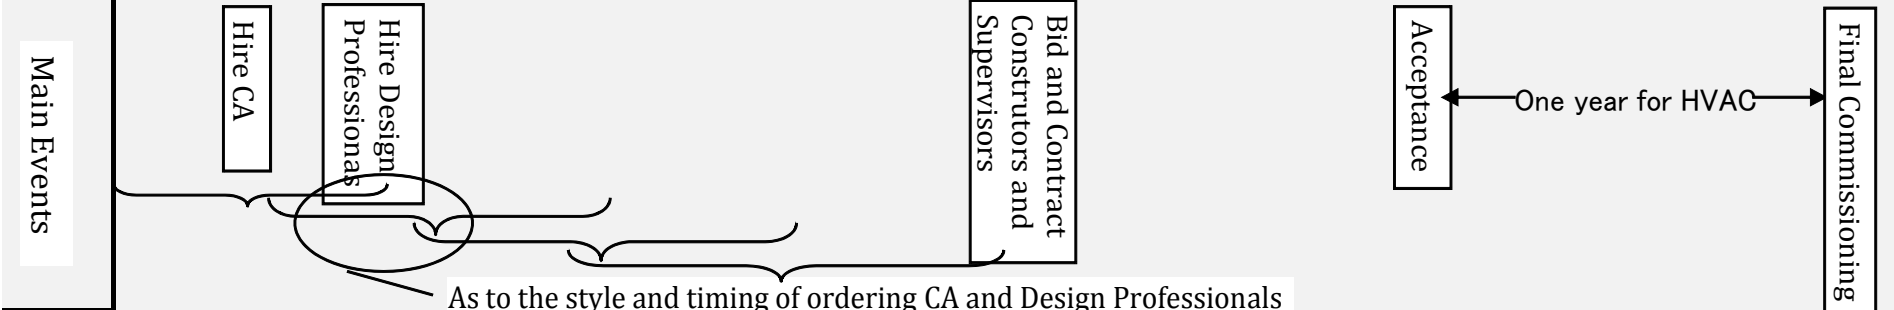 Main Events
Hire CA
Hire Design
Professionas
Bid and Contract
Construtors and
Supervisors
Acceptance
One year for HVAC
Final Commissioning
As to the style and timing of ordering CA and Design Professionals